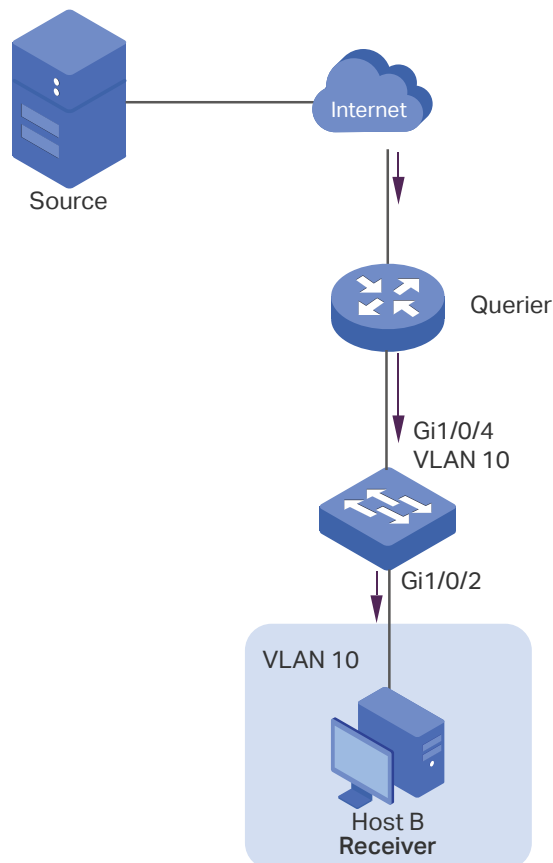 Internet
Source
Querier
Gi1/0/4
VLAN 10
Gi1/0/2
VLAN 10
Host B
Receiver